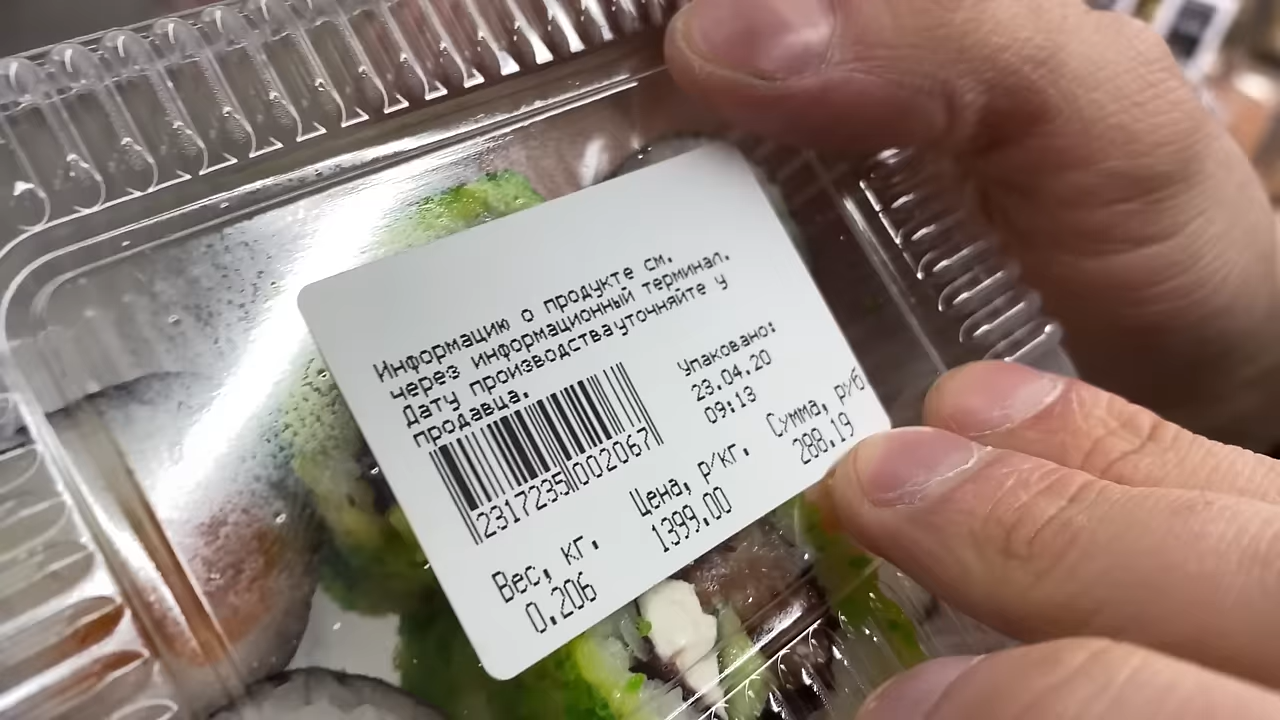 Информацию о продукте см.
через информационный терминал.
Дату производства уточняйте у
продавца.
Упаковано:
23.04.20
09:13
2317235002067
Вес, кг.
0.206
Цена, р/кг.
1399.00
Сумма, руб
288.19